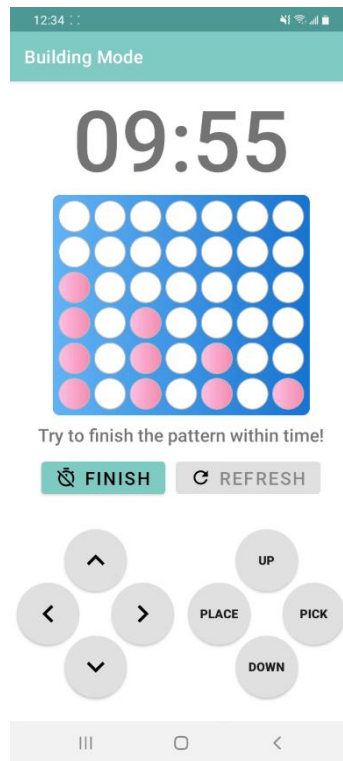 12:34
Building Mode
09:55
Try to finish the pattern within time!
FINISH
REFRESH
UP
PLACE
PICK
DOWN